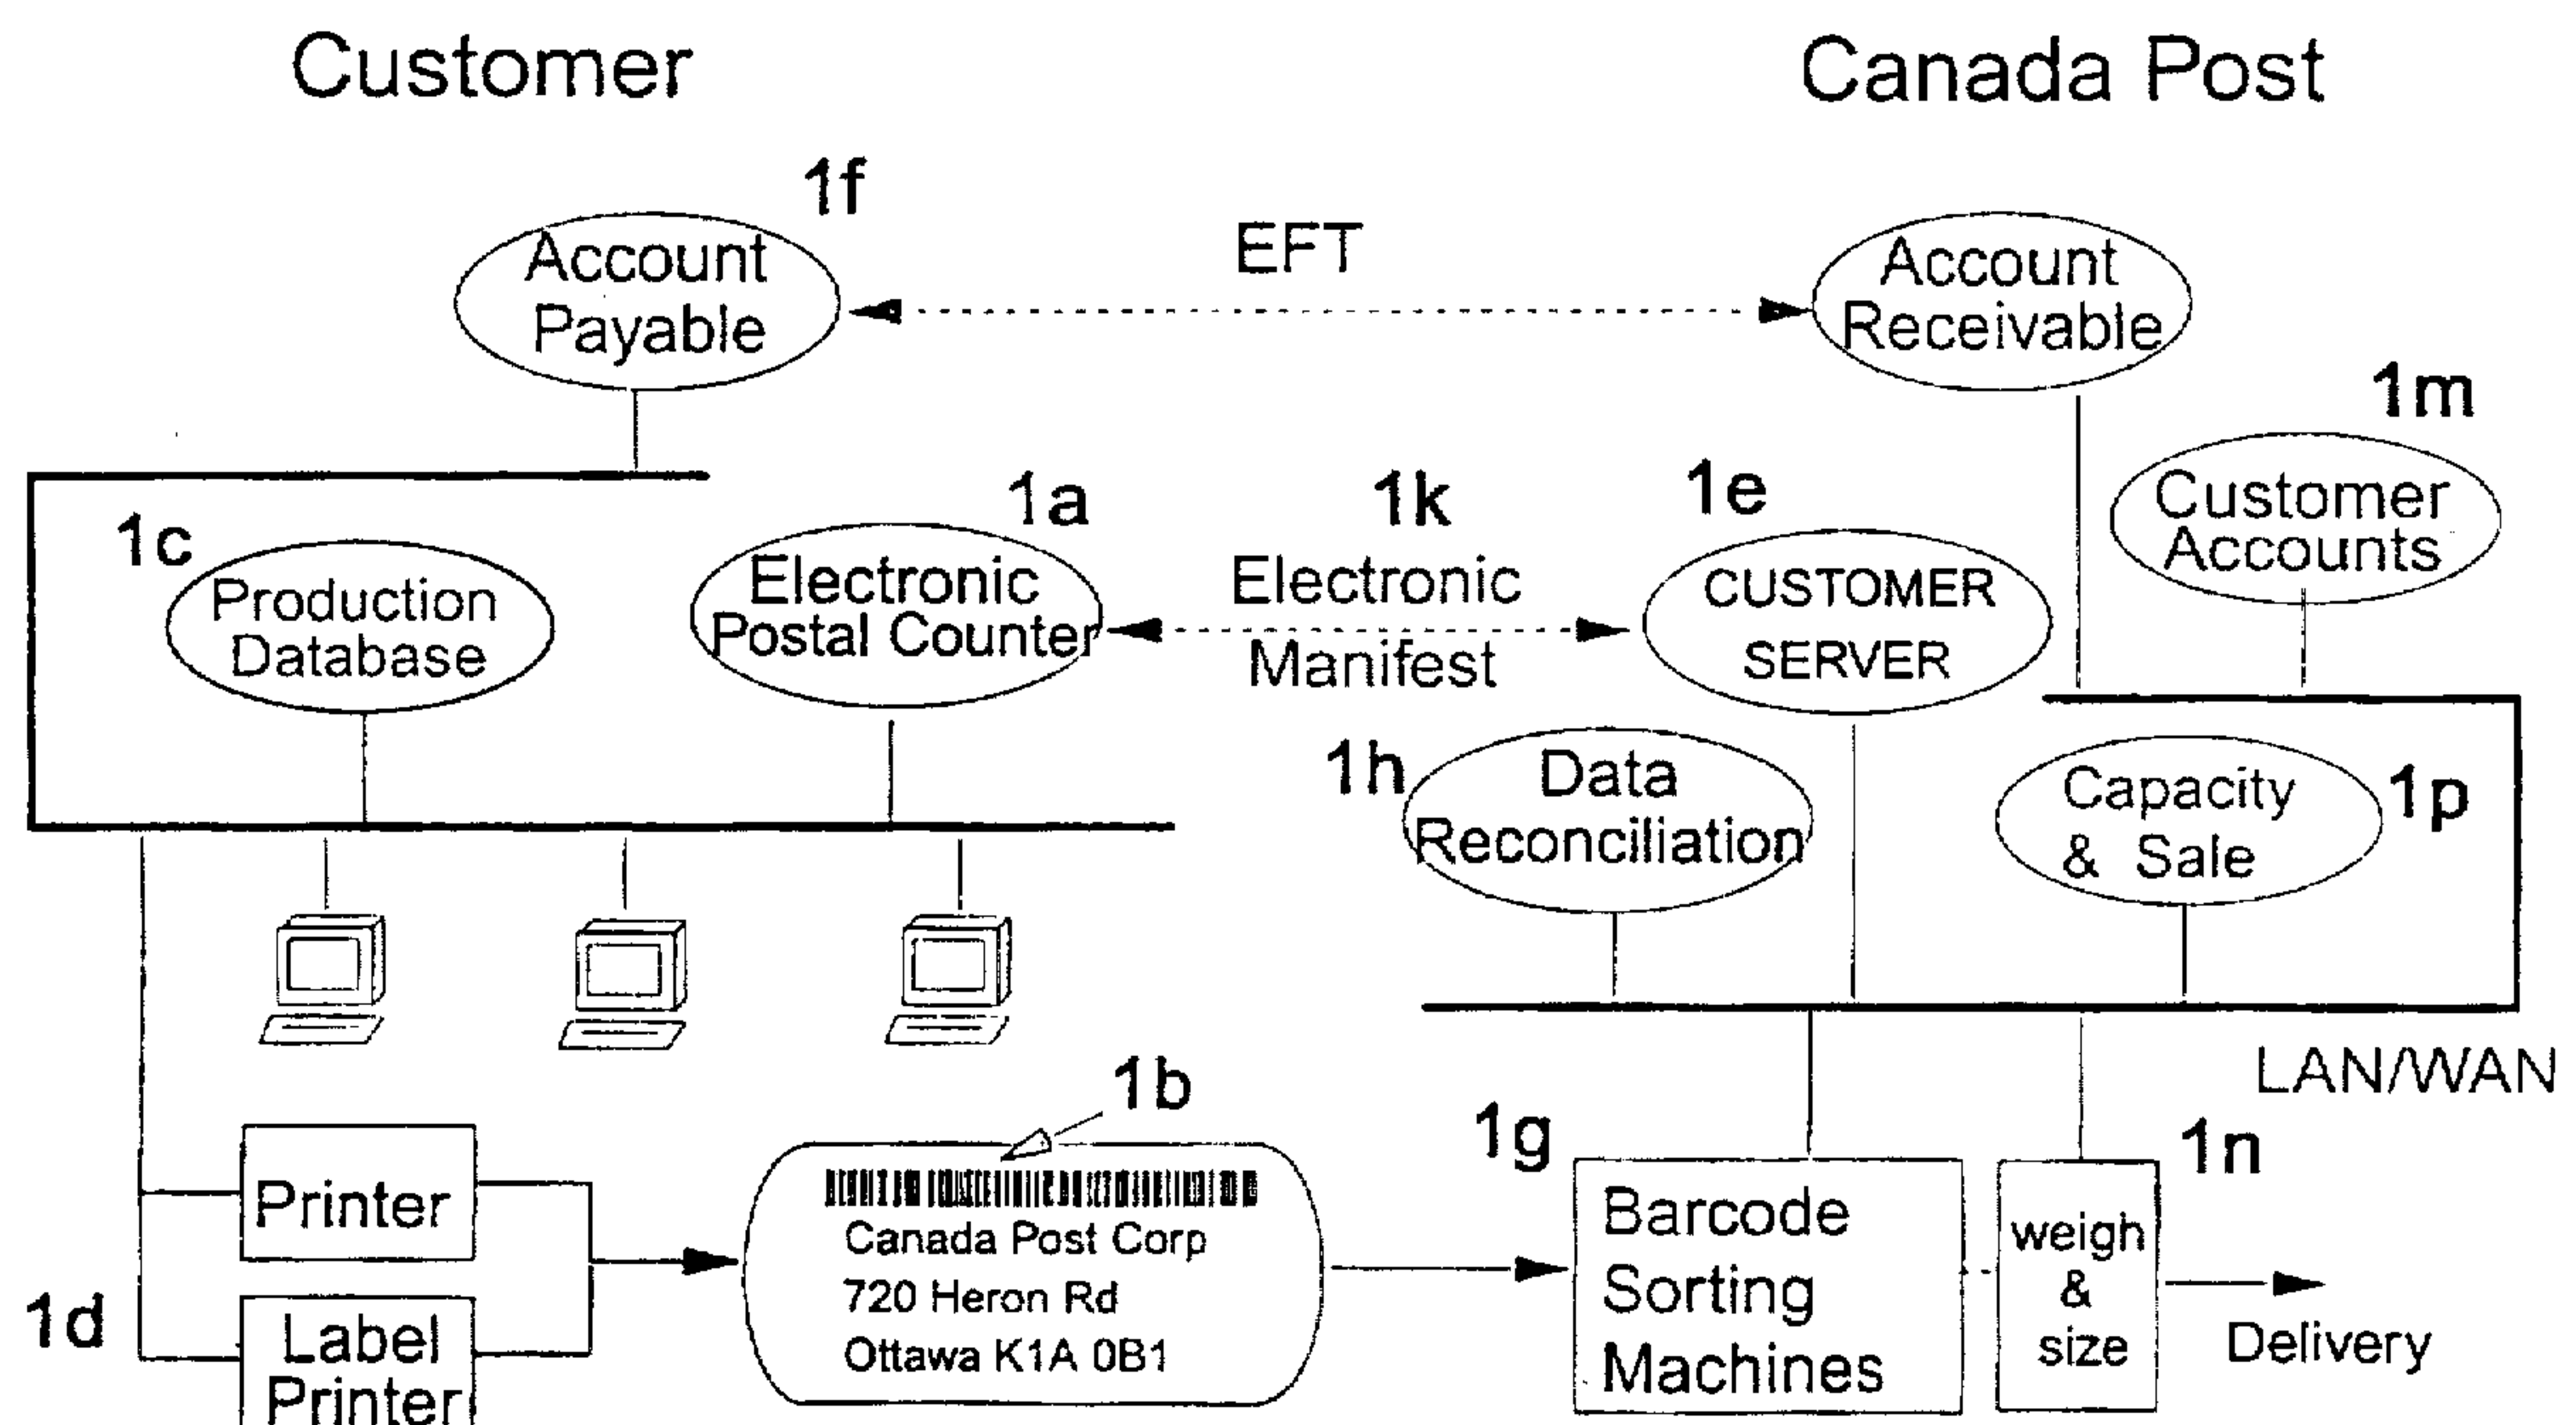 Customer
Canada Post
1f
Account
Payable
EFT
Account
Receivable
1m
Customer
Accounts
1c
Production
Database
1a
Electronic
Postal Counter
1k
Electronic
Manifest
1e
CUSTOMER
SERVER
1h
Data
Reconciliation
Capacity
& Sale
1p
LAN/WAN
1b
Printer
1d
Label
Printer
Canada Post Corp
720 Heron Rd
Ottawa K1A 0B1
1g
Barcode
Sorting
Machines
1n
weigh
&
size
Delivery